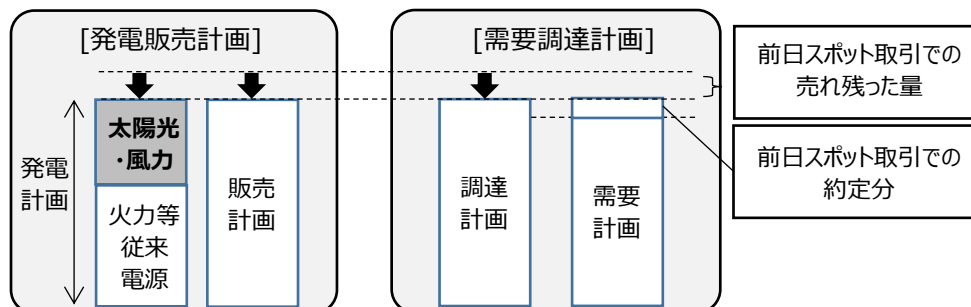 [発電販売計画]
[需要調達計画]
前日スポット取引での
売れ残った量
前日スポット取引での
約定分
発電
計画
太陽光
・風力
火力等
従来
電源
販売
計画
調達
計画
需要
計画